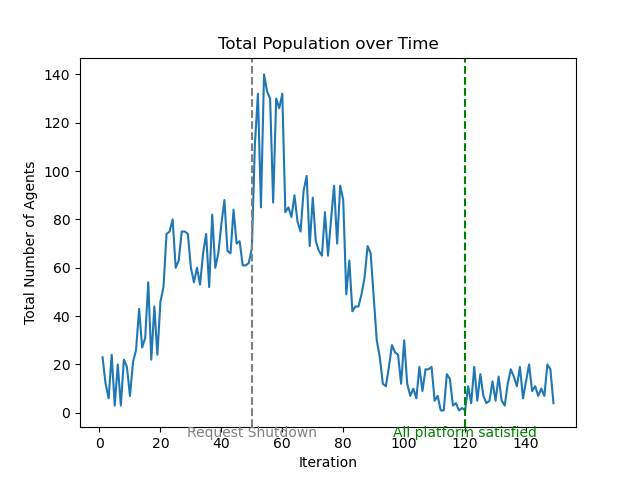 Total Population over Time
140
120
100
80
60
40
20
0
Total Number of Agents
Request Shutdown
All platform satisfied
0 20 40 60 80 100 120 140
Iteration